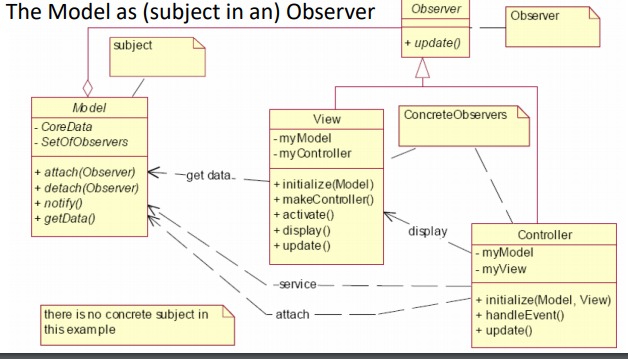 The Model as (subject in an) Observer
Observer
+ update()
Observer
subject
Model
- CoreData
- SetOfObservers
+ attach(Observer)
+ detach(Observer)
+ notify()
+ getData()
View
- myModel
- myController
+ initialize(Model)
+ makeController()
+ activate()
+ display()
+ update()
ConcreteObservers
get data
display
Controller
- myModel
- myView
+ initialize(Model, View)
+ handleEvent()
+ update()
service
attach
there is no concrete subject in
this example